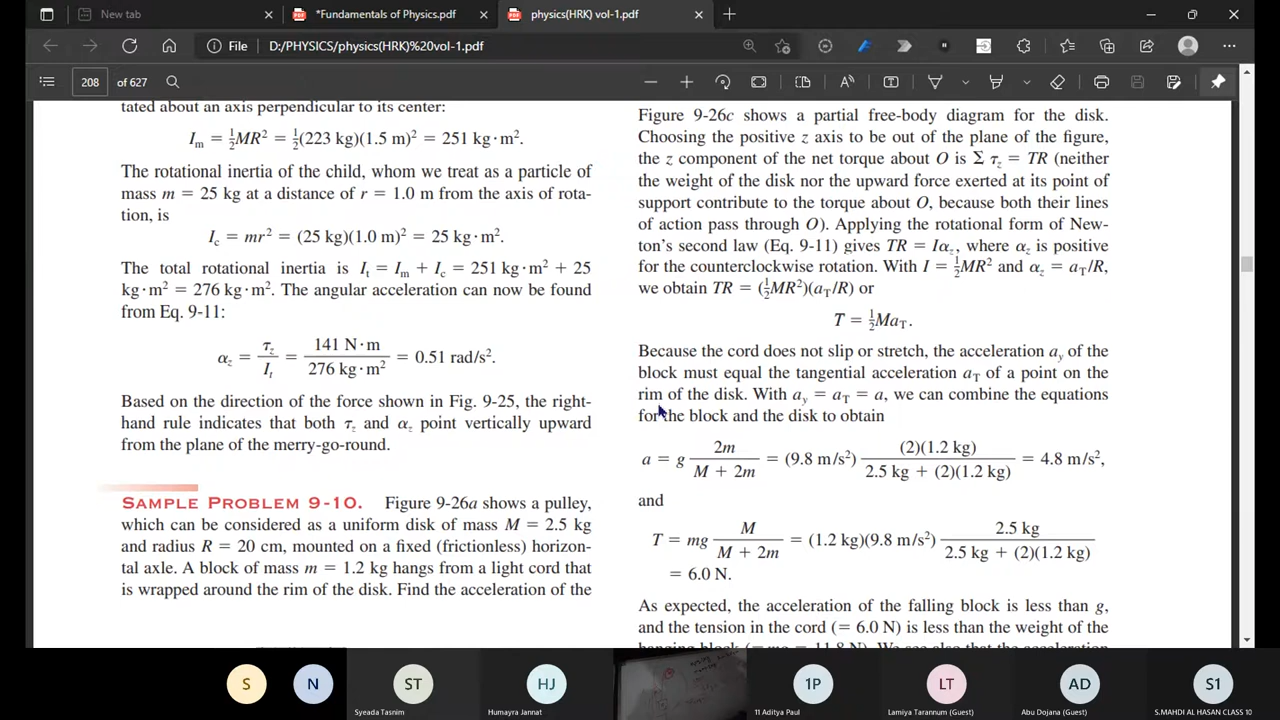 New tab
*Fundamentals of Physics.pdf
physics(HRK) vol-1.pdf
File
D:/PHYSICS/physics(HRK)%20vol-1.pdf
208 of 627
tated about an axis perpendicular to its center:
Iₘ = ½MR² = ½(223 kg)(1.5 m)² = 251 kg·m².
The rotational inertia of the child, whom we treat as a particle of
mass m = 25 kg at a distance of r = 1.0 m from the axis of rota-
tion, is
I_c = mr² = (25 kg)(1.0 m)² = 25 kg·m².
The total rotational inertia is Iₜ = Iₘ + I_c = 251 kg·m² + 25
kg·m² = 276 kg·m². The angular acceleration can now be found
from Eq. 9-11:
α_z = τ_z/Iₜ = 141 N·m/276 kg·m² = 0.51 rad/s².
Based on the direction of the force shown in Fig. 9-25, the right-
hand rule indicates that both τ_z and α_z point vertically upward
from the plane of the merry-go-round.
SAMPLE PROBLEM 9-10. Figure 9-26a shows a pulley,
which can be considered as a uniform disk of mass M = 2.5 kg
and radius R = 20 cm, mounted on a fixed (frictionless) horizon-
tal axle. A block of mass m = 1.2 kg hangs from a light cord that
is wrapped around the rim of the disk. Find the acceleration of the
Figure 9-26c shows a partial free-body diagram for the disk.
Choosing the positive z axis to be out of the plane of the figure,
the z component of the net torque about O is Σ τ_z = TR (neither
the weight of the disk nor the upward force exerted at its point of
support contribute to the torque about O, because both their lines
of action pass through O). Applying the rotational form of New-
ton's second law (Eq. 9-11) gives TR = Iα_z, where α_z is positive
for the counterclockwise rotation. With I = ½MR² and α_z = a_T/R,
we obtain TR = (½MR²)(a_T/R) or
T = ½Ma_T.
Because the cord does not slip or stretch, the acceleration a_y of the
block must equal the tangential acceleration a_T of a point on the
rim of the disk. With a_y = a_T = a, we can combine the equations
for the block and the disk to obtain
a = g 2m/(M + 2m) = (9.8 m/s²) (2)(1.2 kg)/(2.5 kg + (2)(1.2 kg)) = 4.8 m/s²,
and
T = mg M/(M + 2m) = (1.2 kg)(9.8 m/s²) 2.5 kg/(2.5 kg + (2)(1.2 kg))
= 6.0 N.
As expected, the acceleration of the falling block is less than g,
and the tension in the cord (= 6.0 N) is less than the weight of the
S
N
ST
HJ
1P
LT
AD
S1
Syeada Tasnim
Humayra Jannat
11 Aditya Paul
Lamiya Tarannum (Guest)
Abu Dojana (Guest)
S.MAHDI AL HASAN CLASS 10